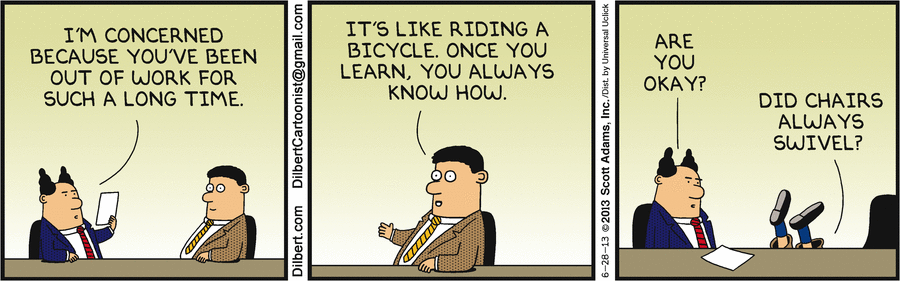 I'M CONCERNED
BECAUSE YOU'VE BEEN
OUT OF WORK FOR
SUCH A LONG TIME.
Dilbert.com DilbertCartoonist@gmail.com
IT'S LIKE RIDING A
BICYCLE. ONCE YOU
LEARN, YOU ALWAYS
KNOW HOW.
6-28-13 ©2013 Scott Adams, Inc./Dist. by Universal Uclick
ARE
YOU
OKAY?
DID CHAIRS
ALWAYS
SWIVEL?